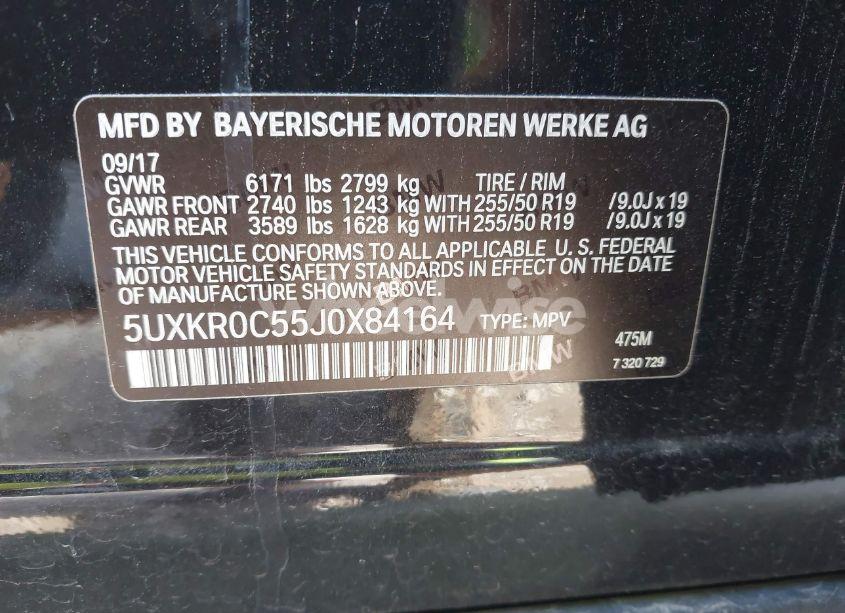 MFD BY BAYERISCHE MOTOREN WERKE AG
09/17
GVWR 6171 lbs 2799 kg TIRE / RIM
GAWR FRONT 2740 lbs 1243 kg WITH 255/50 R19 /9.0J x 19
GAWR REAR 3589 lbs 1628 kg WITH 255/50 R19 /9.0J x 19
THIS VEHICLE CONFORMS TO ALL APPLICABLE U. S. FEDERAL
MOTOR VEHICLE SAFETY STANDARDS IN EFFECT ON THE DATE
OF MANUFACTURE SHOWN ABOVE.
5UXKR0C55J0X84164 TYPE: MPV
475M
7 320 729